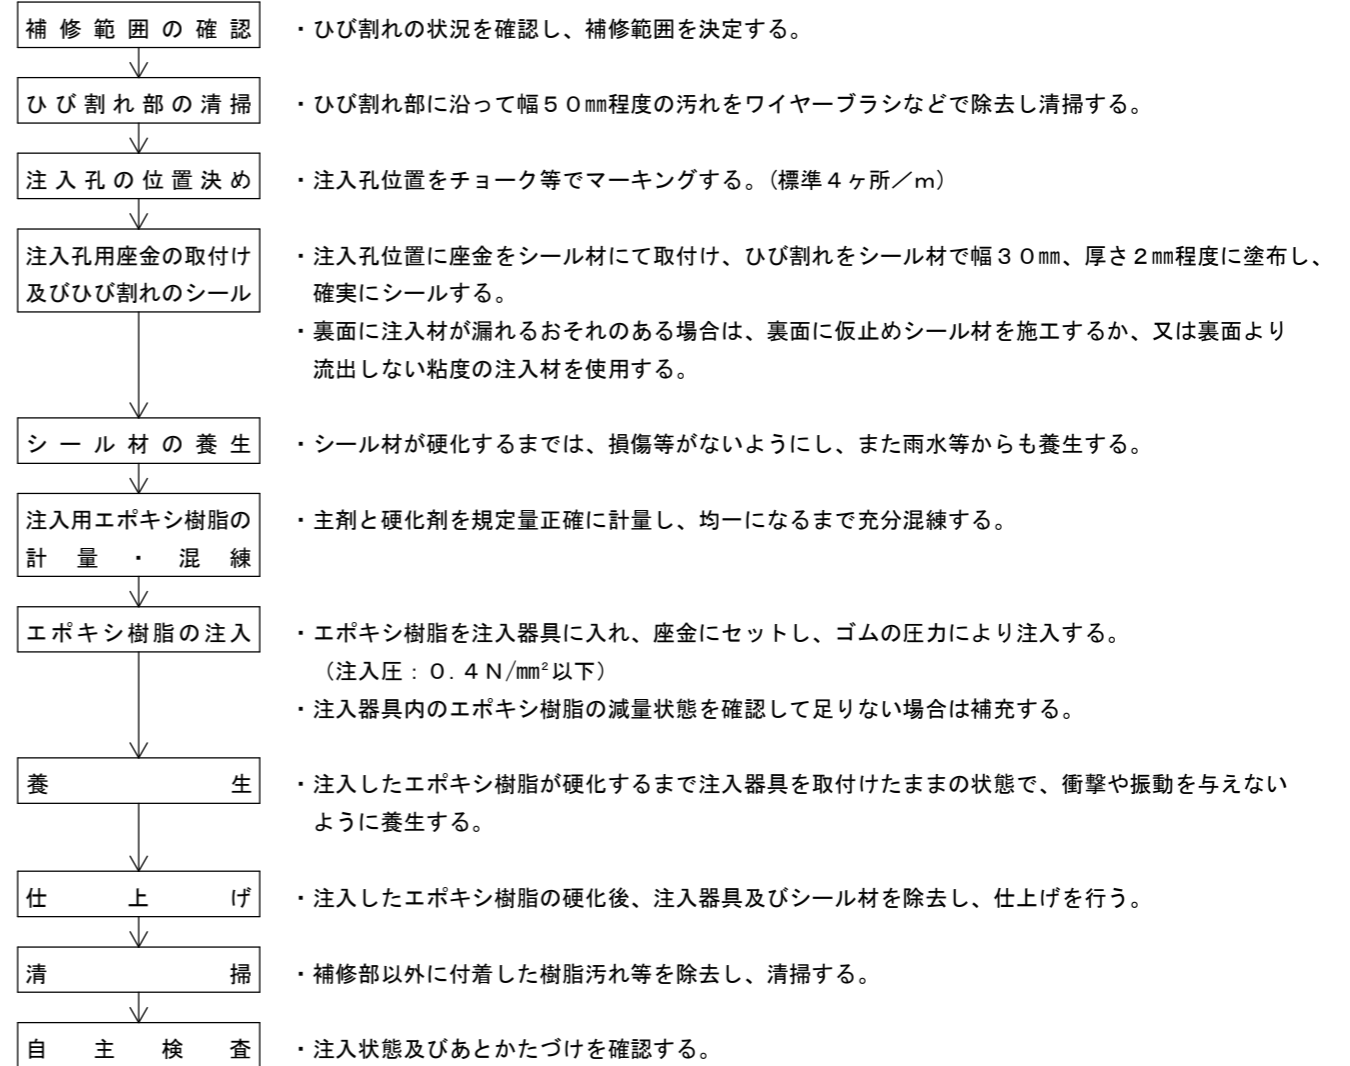 補修範囲の確認
・ひび割れの状況を確認し、補修範囲を決定する。
ひび割れ部の清掃
・ひび割れ部に沿って幅５０㎜程度の汚れをワイヤーブラシなどで除去し清掃する。
注入孔の位置決め
・注入孔位置をチョーク等でマーキングする。（標準４ヶ所／ｍ）
注入孔用座金の取付け
及びひび割れのシール
・注入孔位置に座金をシール材にて取付け、ひび割れをシール材で幅３０㎜、厚さ２㎜程度に塗布し、
確実にシールする。
・裏面に注入材が漏れるおそれのある場合は、裏面に仮止めシール材を施工するか、又は裏面より
流出しない粘度の注入材を使用する。
シール材の養生
・シール材が硬化するまでは、損傷等がないようにし、また雨水等からも養生する。
注入用エポキシ樹脂の
計量・混練
・主剤と硬化剤を規定量正確に計量し、均一になるまで充分混練する。
エポキシ樹脂の注入
・エポキシ樹脂を注入器具に入れ、座金にセットし、ゴムの圧力により注入する。
（注入圧：０．４Ｎ/㎜²以下）
・注入器具内のエポキシ樹脂の減量状態を確認して足りない場合は補充する。
養生
・注入したエポキシ樹脂が硬化するまで注入器具を取付けたままの状態で、衝撃や振動を与えない
ように養生する。
仕上げ
・注入したエポキシ樹脂の硬化後、注入器具及びシール材を除去し、仕上げを行う。
清掃
・補修部以外に付着した樹脂汚れ等を除去し、清掃する。
自主検査
・注入状態及びあとかたづけを確認する。